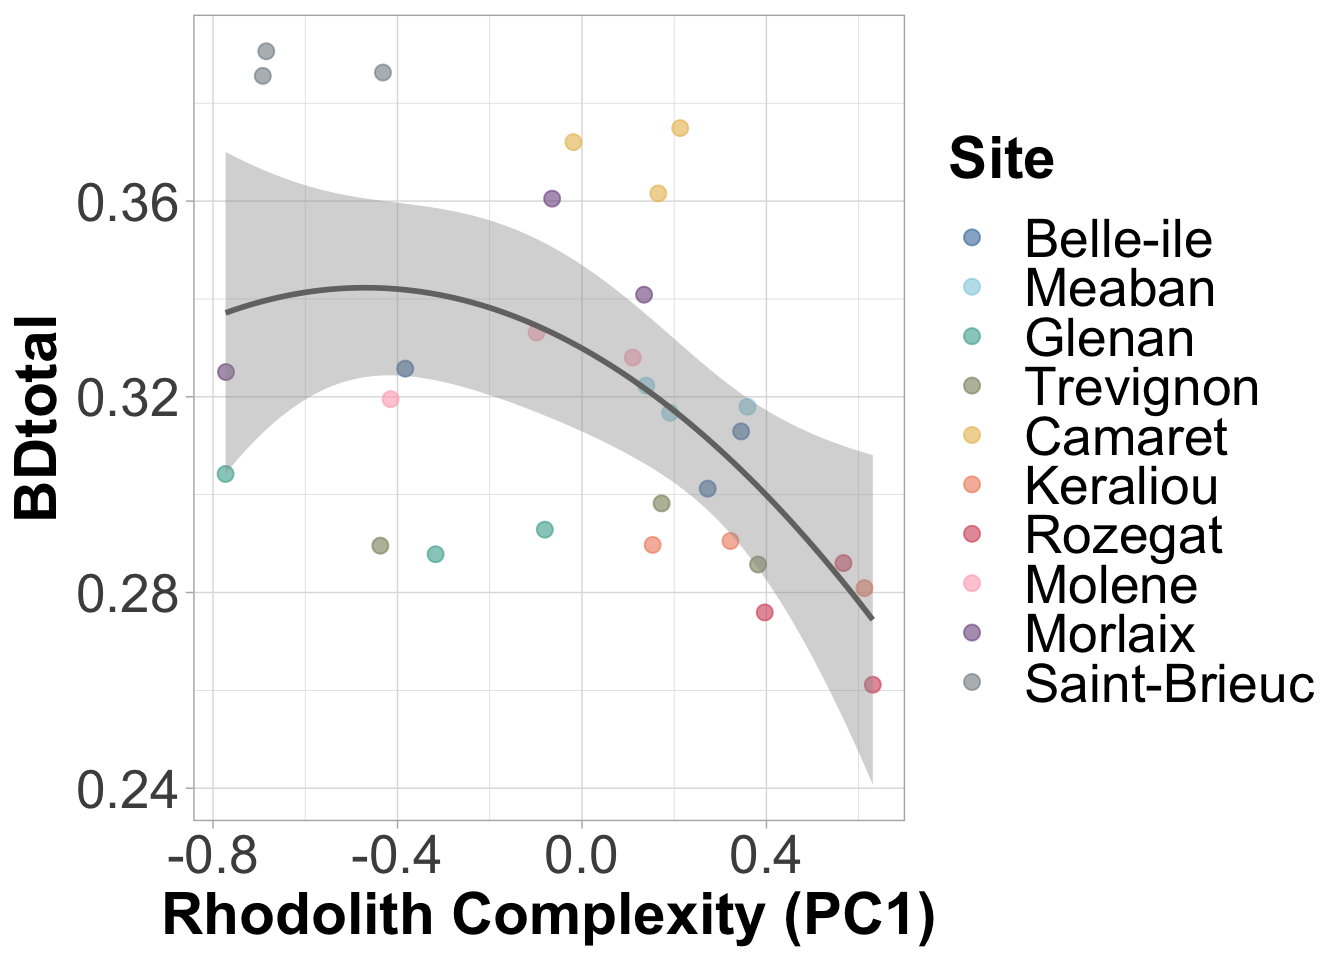 BDtotal
0.36
0.32
0.28
0.24
-0.8 -0.4 0.0 0.4
Rhodolith Complexity (PC1)
Site
Belle-ile
Meaban
Glenan
Trevignon
Camaret
Keraliou
Rozegat
Molene
Morlaix
Saint-Brieuc